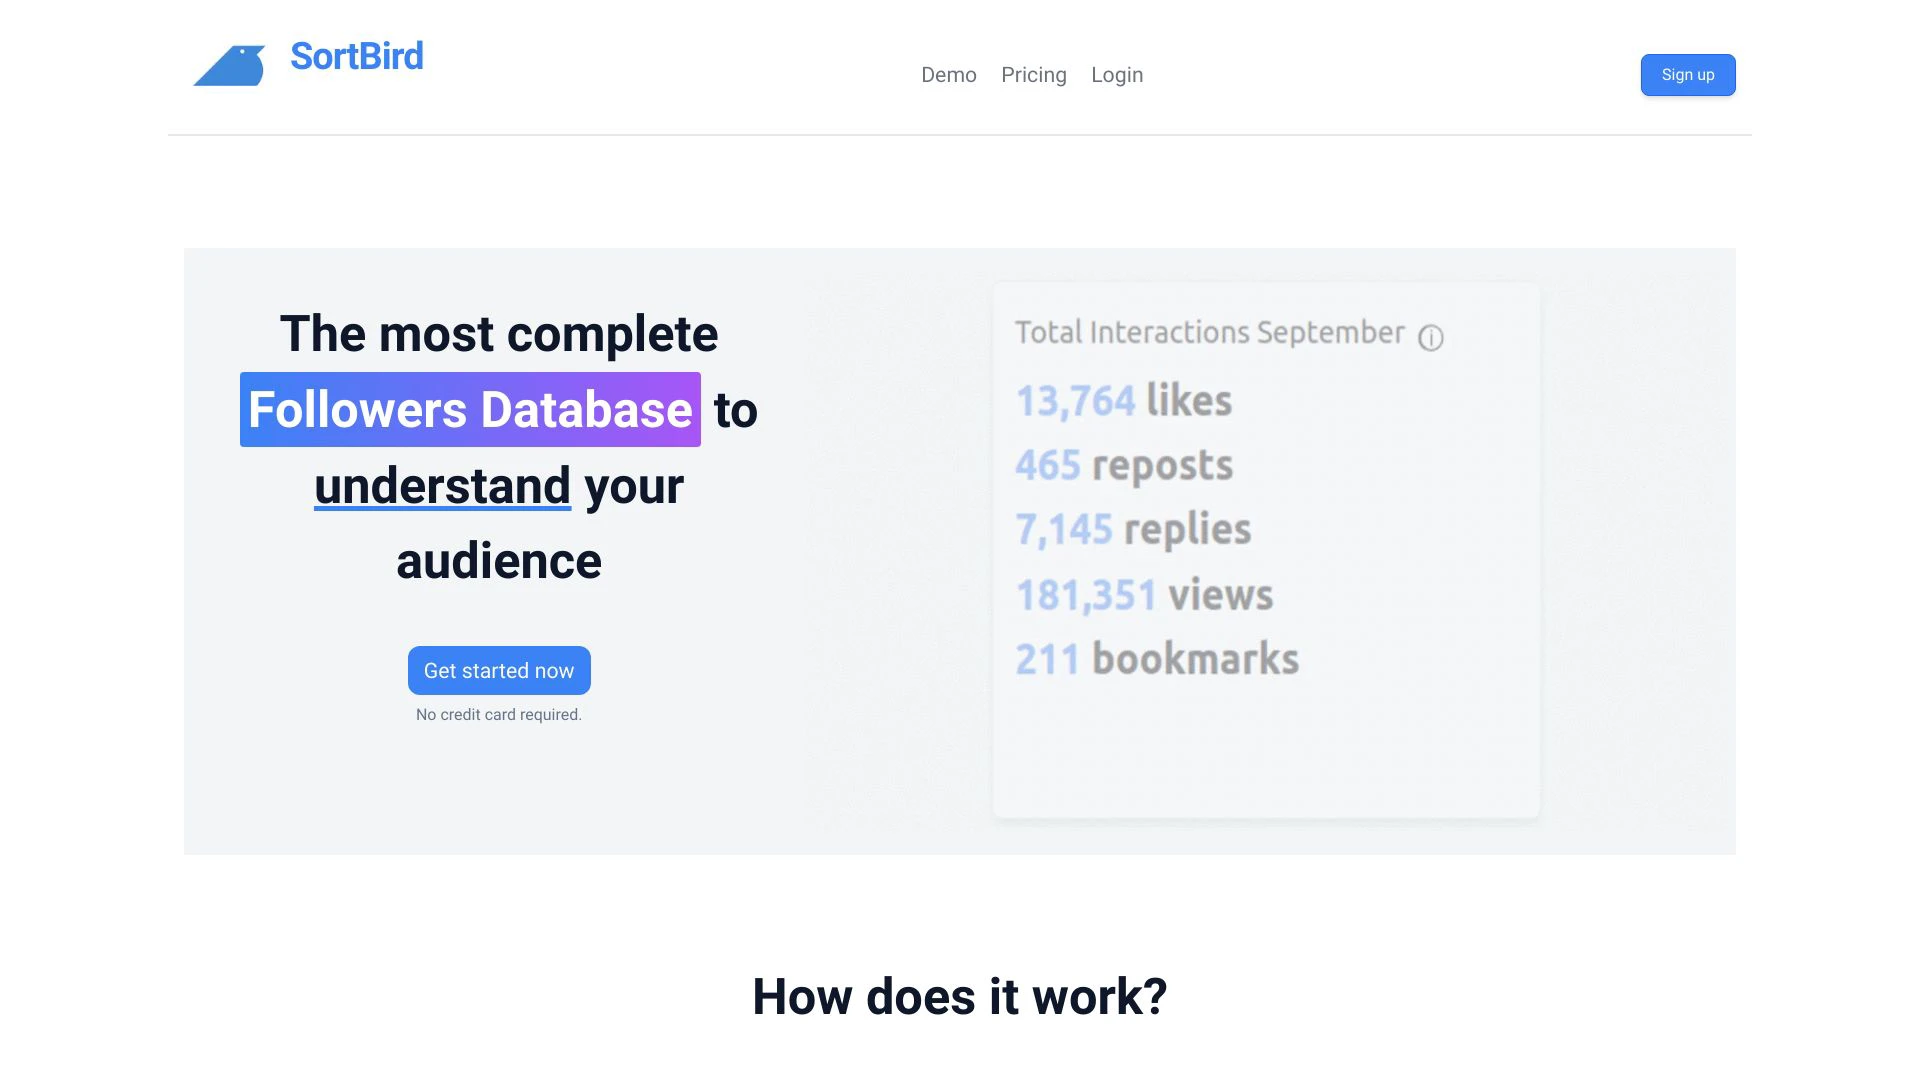 SortBird
Demo
Pricing
Login
Sign up
The most complete
Followers Database to
understand your
audience
Get started now
No credit card required.
Total Interactions September
13,764 likes
465 reposts
7,145 replies
181,351 views
211 bookmarks
How does it work?